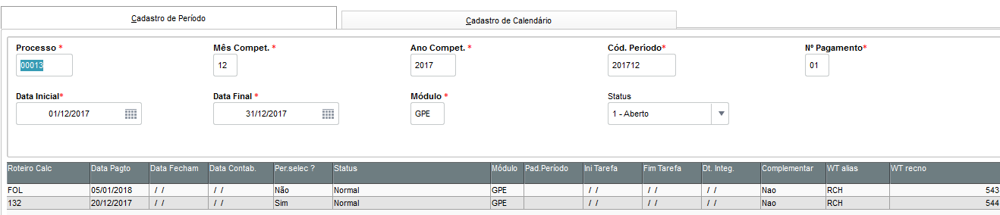 Cadastro de Período
Cadastro de Calendário
Processo * Mês Compet. * Ano Compet. * Cód. Período* Nº Pagamento*
00013 12 2017 201712 01
Data Inicial* Data Final * Módulo * Status
01/12/2017 31/12/2017 GPE 1 - Aberto
Roteiro Calc Data Pagto Data Fecham Data Contab. Per.selec ? Status Módulo Pad.Período Ini Tarefa Fim Tarefa Dt. Integ. Complementar WT alias WT recno
FOL 05/01/2018 / / / / Não Normal GPE / / / / / / Nao RCH 543
132 20/12/2017 / / / / Sim Normal GPE / / / / / / Nao RCH 544